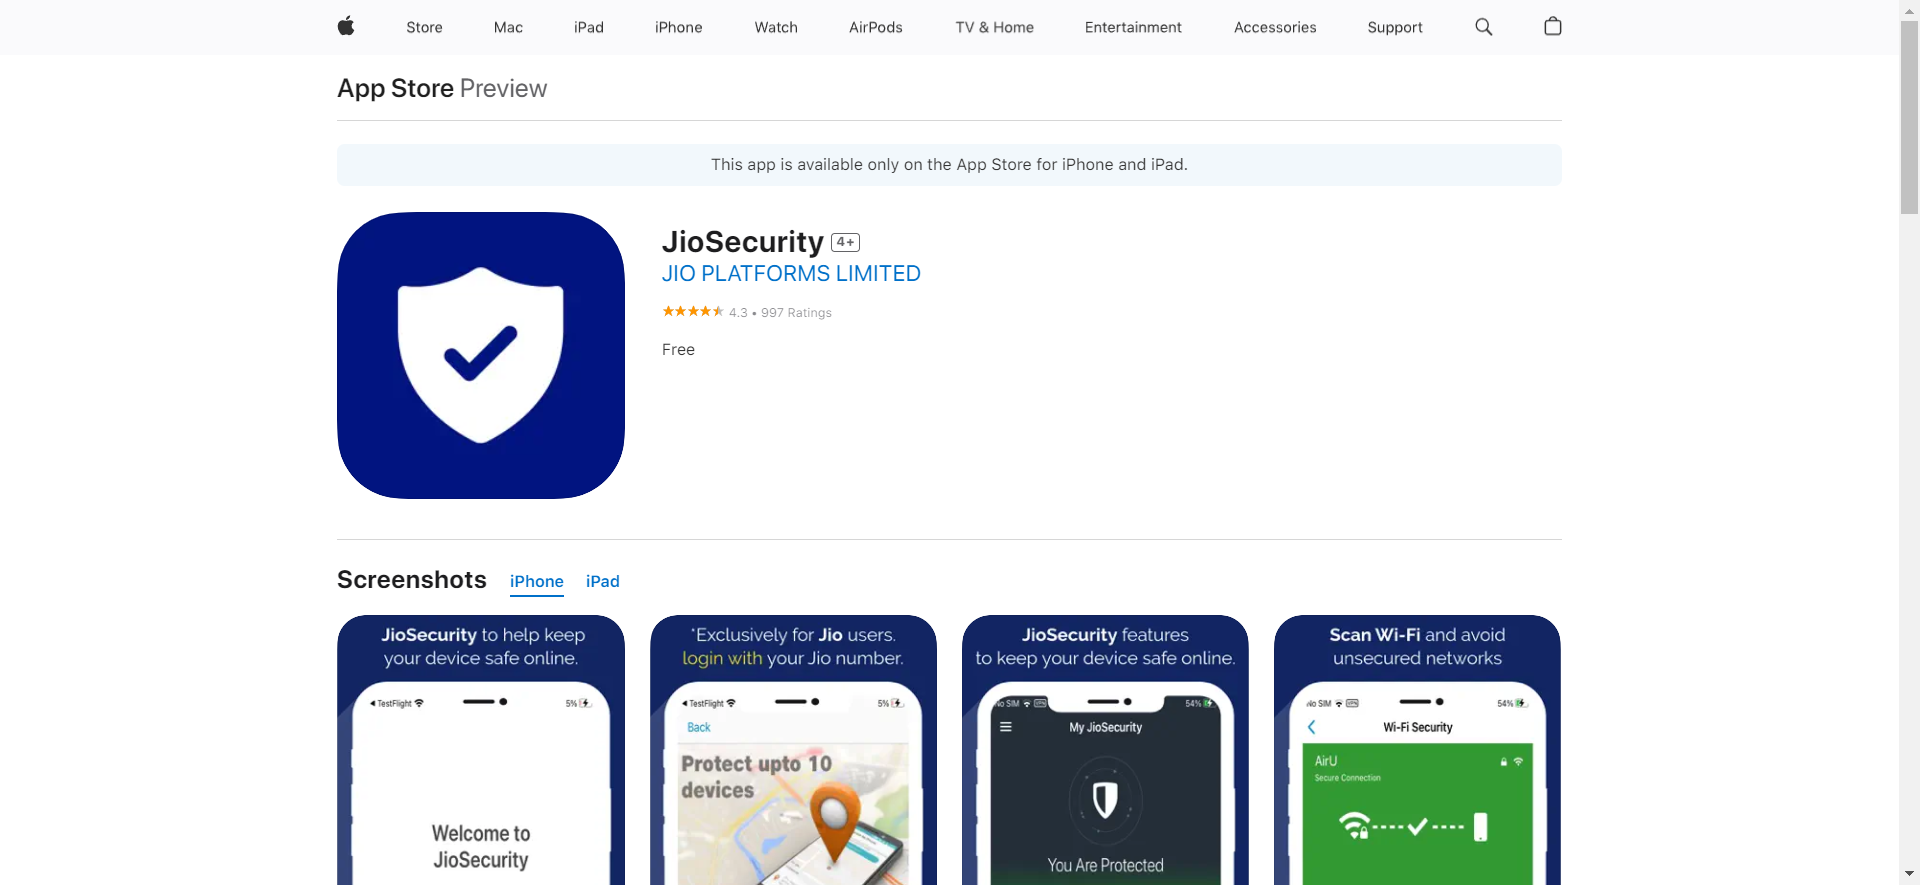 Store Mac iPad iPhone Watch AirPods TV & Home Entertainment Accessories Support
App Store Preview
This app is available only on the App Store for iPhone and iPad.
JioSecurity 4+
JIO PLATFORMS LIMITED
4.3 • 997 Ratings
Free
Screenshots iPhone iPad
JioSecurity to help keep
your device safe online.
TestFlight 5%
Welcome to
JioSecurity
*Exclusively for Jio users.
login with your Jio number.
TestFlight 5%
Back
Protect upto 10
devices
JioSecurity features
to keep your device safe online.
No SIM VPN 54%
My JioSecurity
You Are Protected
Scan Wi-Fi and avoid
unsecured networks
No SIM VPN 54%
Wi-Fi Security
AirU
Secure Connection